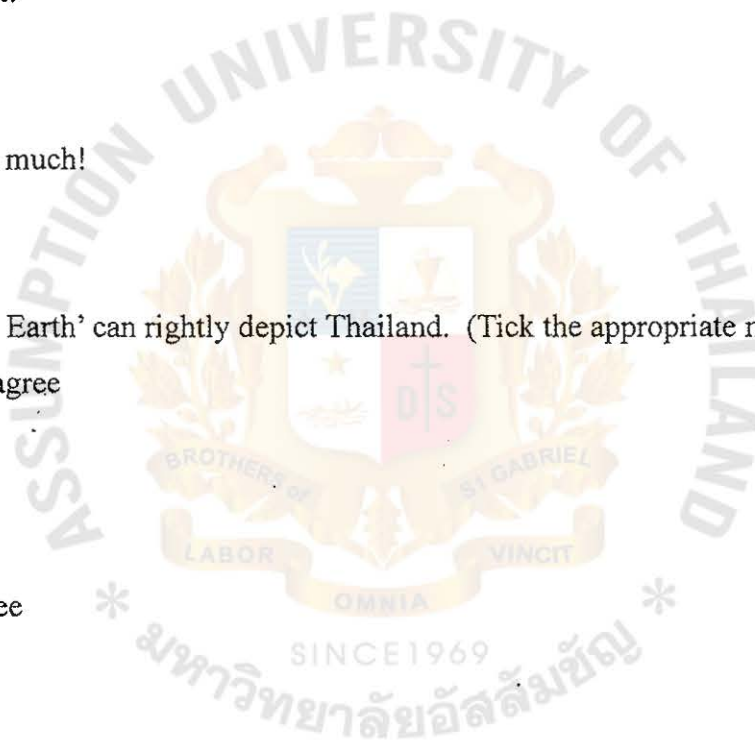 much!
Earth' can rightly depict Thailand. (Tick the appropriate
agree
ee
ASSUMPTION UNIVERSITY OF THAILAND
D S
BROTHERS of St GABRIEL
LABOR OMNIA VINCIT
SINCE1969
มหาวิทยาลัยอัสสัมชัญ